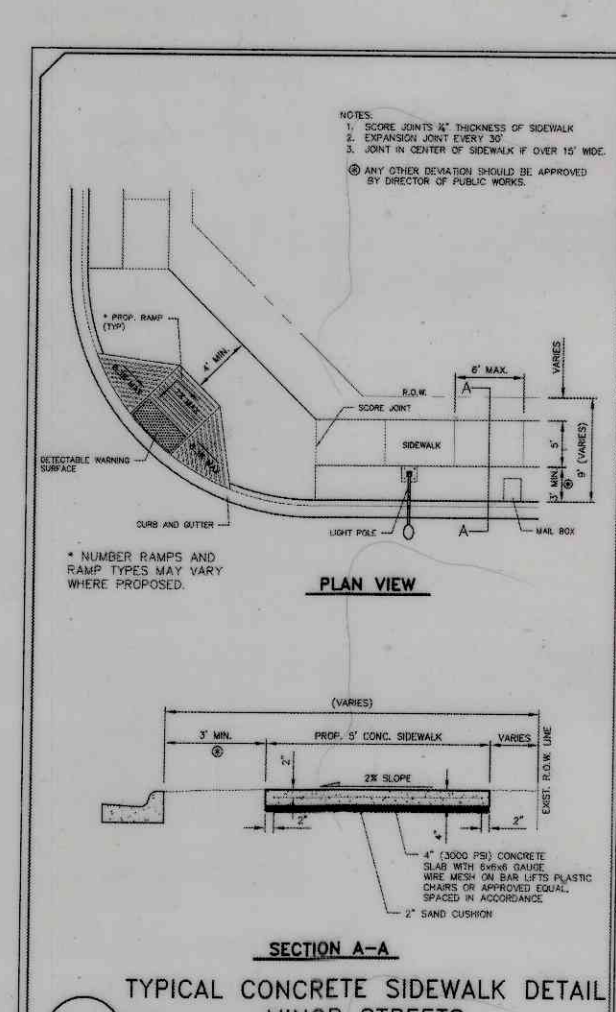 NOTES:
1. SCORE JOINTS ¼" THICKNESS OF SIDEWALK
2. EXPANSION JOINT EVERY 30'
3. JOINT IN CENTER OF SIDEWALK IF OVER 15' WIDE.
⊛ ANY OTHER DEVIATION SHOULD BE APPROVED
BY DIRECTOR OF PUBLIC WORKS.
* PROP. RAMP
(TYP)
4' MIN.
6' MAX.
VARIES
R.O.W.
A
SCORE JOINT
SIDEWALK
5'
9' (VARIES)
3' MIN.
⊛
DETECTABLE WARNING
SURFACE
CURB AND GUTTER
LIGHT POLE
A
MAIL BOX
* NUMBER RAMPS AND
RAMP TYPES MAY VARY
WHERE PROPOSED.
PLAN VIEW
(VARIES)
3' MIN.
⊛
PROP. 5' CONC. SIDEWALK
VARIES
EXIST. R.O.W. LINE
2"
2% SLOPE
2"
4"
2"
4" (3000 PSI) CONCRETE
SLAB WITH 6x6x6 GAUGE
WIRE MESH ON BAR LIFTS PLASTIC
CHAIRS OR APPROVED EQUAL.
SPACED IN ACCORDANCE
2" SAND CUSHION
SECTION A-A
TYPICAL CONCRETE SIDEWALK DETAIL
MINOR STREETS